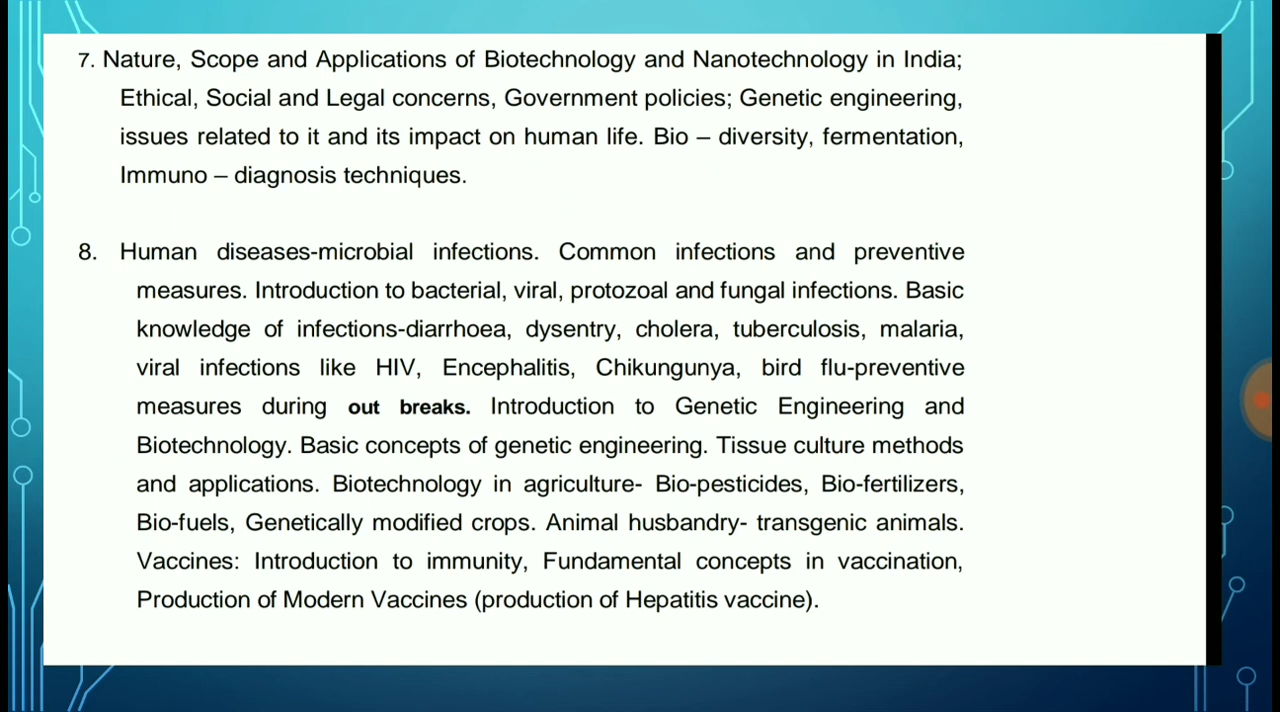 7. Nature, Scope and Applications of Biotechnology and Nanotechnology in India;
Ethical, Social and Legal concerns, Government policies; Genetic engineering,
issues related to it and its impact on human life. Bio – diversity, fermentation,
Immuno – diagnosis techniques.
8. Human diseases-microbial infections. Common infections and preventive
measures. Introduction to bacterial, viral, protozoal and fungal infections. Basic
knowledge of infections-diarrhoea, dysentry, cholera, tuberculosis, malaria,
viral infections like HIV, Encephalitis, Chikungunya, bird flu-preventive
measures during out breaks. Introduction to Genetic Engineering and
Biotechnology. Basic concepts of genetic engineering. Tissue culture methods
and applications. Biotechnology in agriculture- Bio-pesticides, Bio-fertilizers,
Bio-fuels, Genetically modified crops. Animal husbandry- transgenic animals.
Vaccines: Introduction to immunity, Fundamental concepts in vaccination,
Production of Modern Vaccines (production of Hepatitis vaccine).